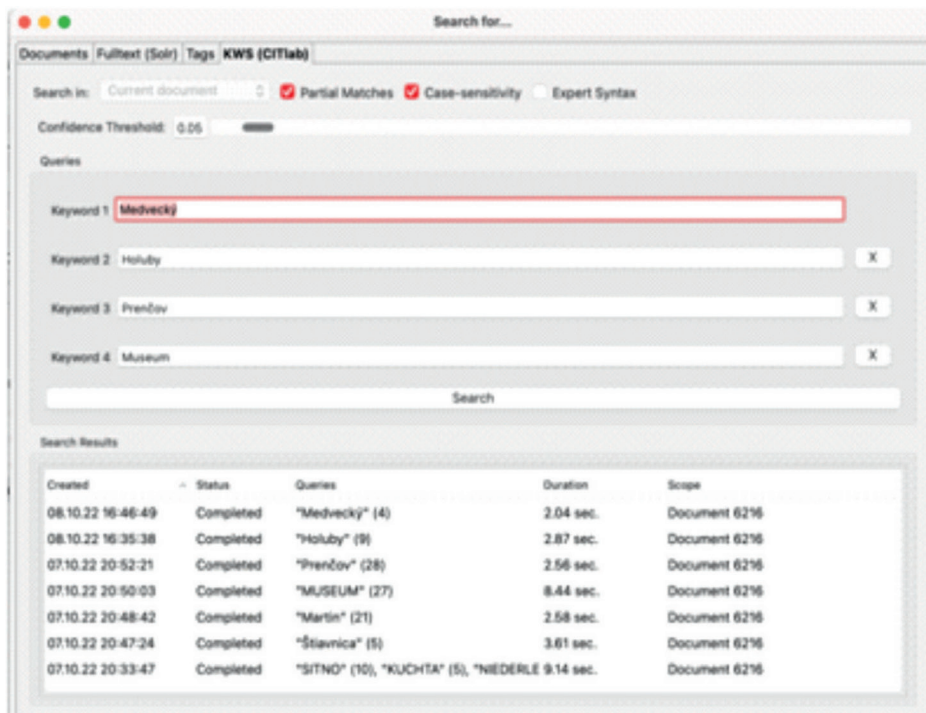 Search for...
Documents Fulltext (Solr) Tags KWS (CITlab)
Search in: Current document Partial Matches Case-sensitivity Expert Syntax
Confidence Threshold: 0.05
Queries
Keyword 1 Medvecký
Keyword 2 Holuby X
Keyword 3 Prenčov X
Keyword 4 Museum X
Search
Search Results
Created Status Queries Duration Scope
08.10.22 16:46:49 Completed "Medvecký" (4) 2.04 sec. Document 6216
08.10.22 16:35:38 Completed "Holuby" (9) 2.87 sec. Document 6216
07.10.22 20:52:21 Completed "Prenčov" (28) 2.56 sec. Document 6216
07.10.22 20:50:03 Completed "MUSEUM" (27) 8.44 sec. Document 6216
07.10.22 20:48:42 Completed "Martin" (21) 2.58 sec. Document 6216
07.10.22 20:47:24 Completed "Štiavnica" (5) 3.61 sec. Document 6216
07.10.22 20:33:47 Completed "SITNO" (10), "KUCHTA" (5), "NIEDERLE 9.14 sec. Document 6216